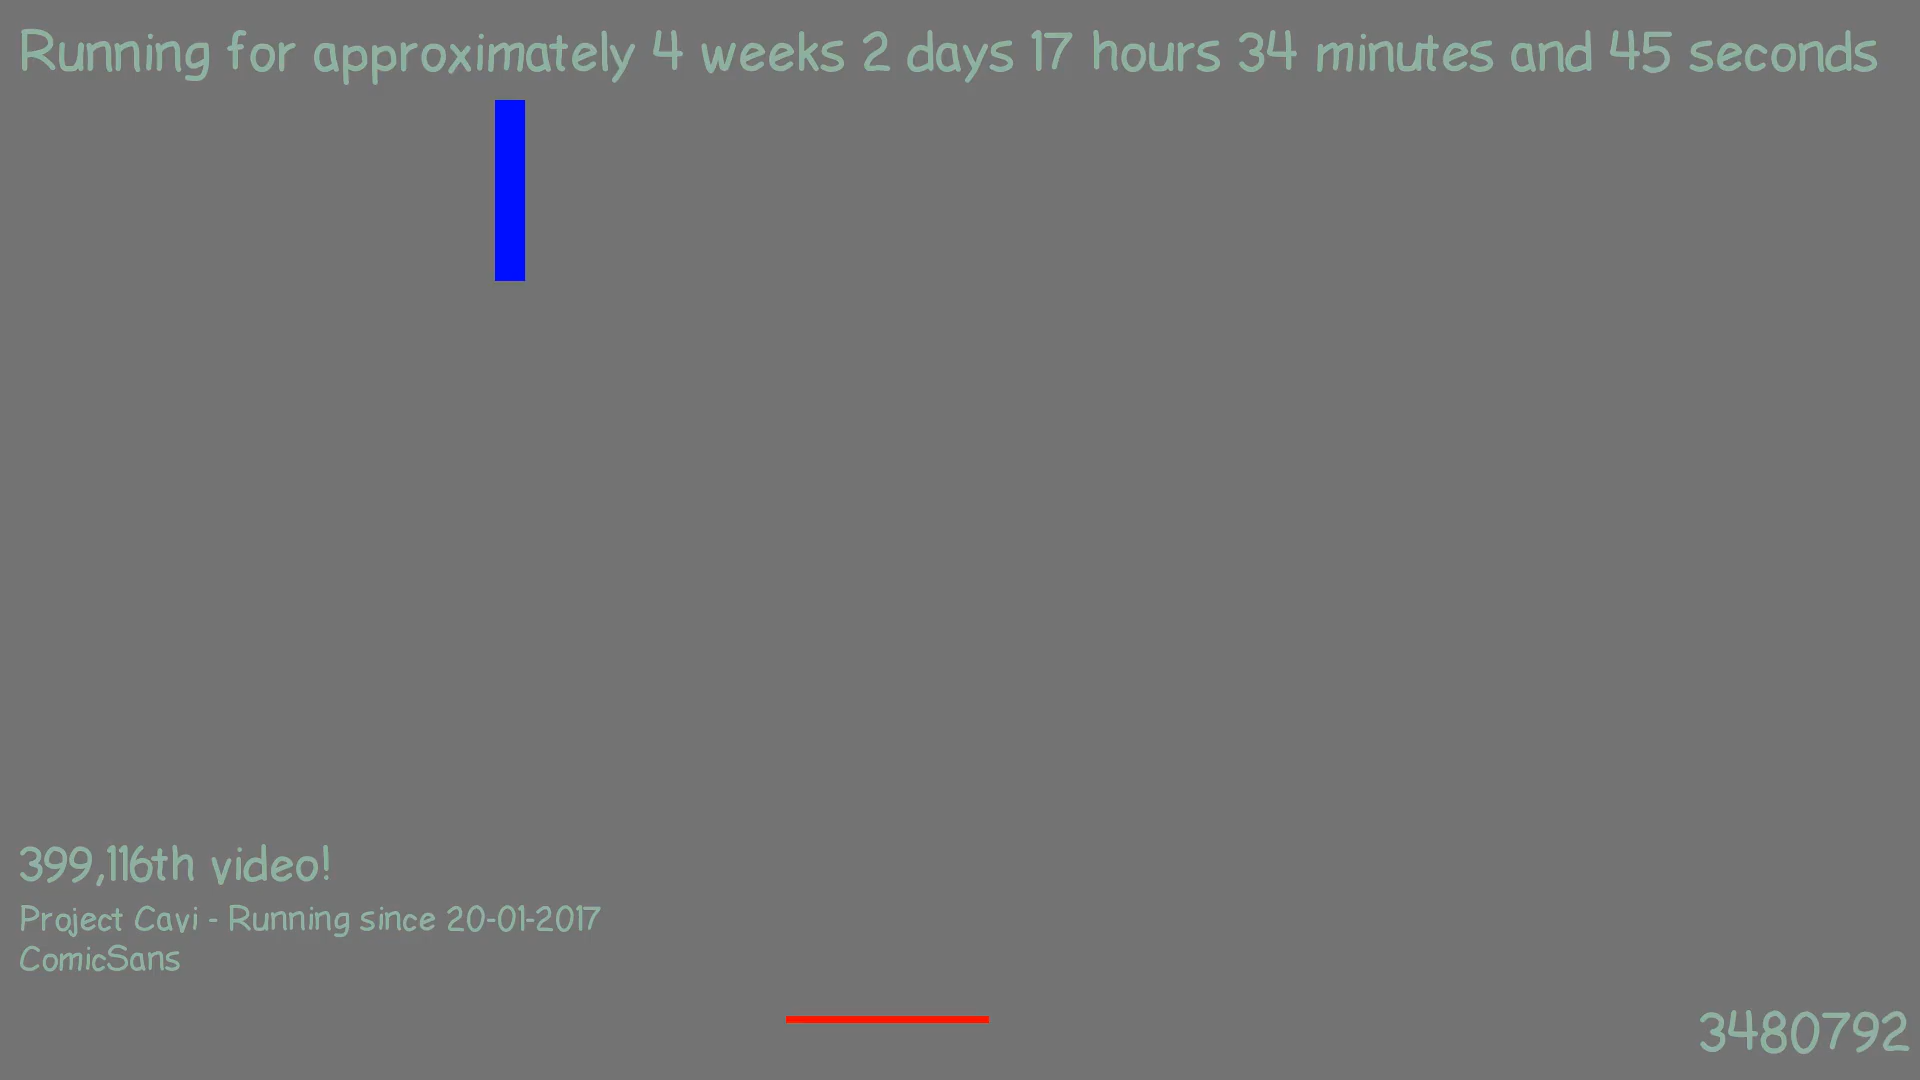 Running for approximately 4 weeks 2 days 17 hours 34 minutes and 45 seconds
399,116th video!
Project Cavi - Running since 20-01-2017
ComicSans
3480792